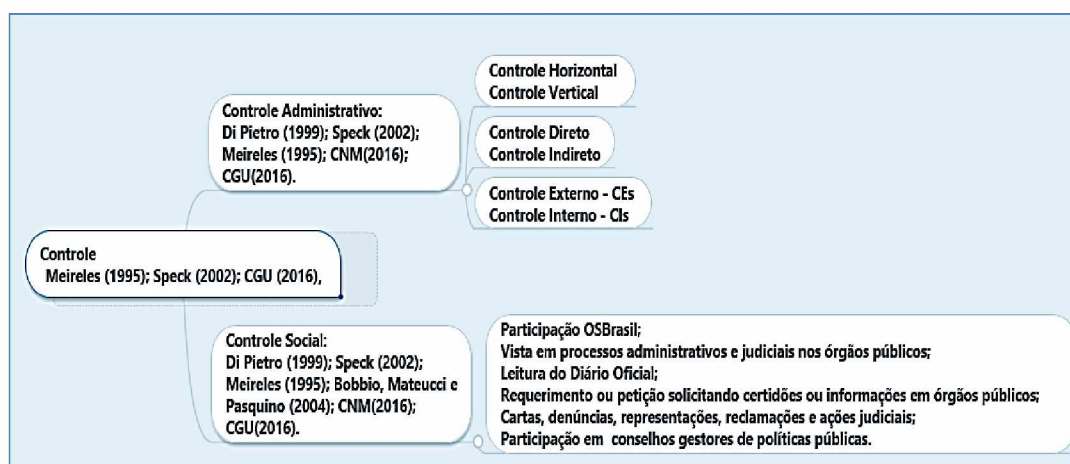 Controle Horizontal
Controle Vertical
Controle Administrativo:
Di Pietro (1999); Speck (2002);
Meireles (1995); CNM(2016);
CGU(2016).
Controle Direto
Controle Indireto
Controle Externo - CEs
Controle Interno - CIs
Controle
Meireles (1995); Speck (2002); CGU (2016),
Controle Social:
Di Pietro (1999); Speck (2002);
Meireles (1995); Bobbio, Mateucci e
Pasquino (2004); CNM(2016);
CGU(2016).
Participação OSBrasil;
Vista em processos administrativos e judiciais nos órgãos públicos;
Leitura do Diário Oficial;
Requerimento ou petição solicitando certidões ou informações em órgãos públicos;
Cartas, denúncias, representações, reclamações e ações judiciais;
Participação em conselhos gestores de políticas públicas.